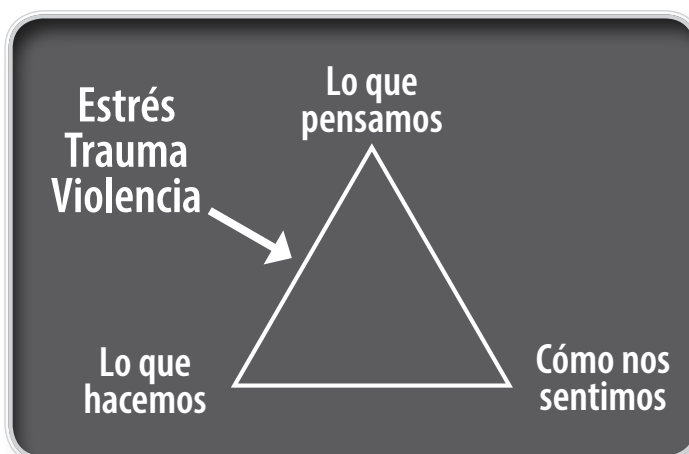 Estrés
Trauma
Violencia
Lo que
pensamos
Lo que
hacemos
Cómo nos
sentimos